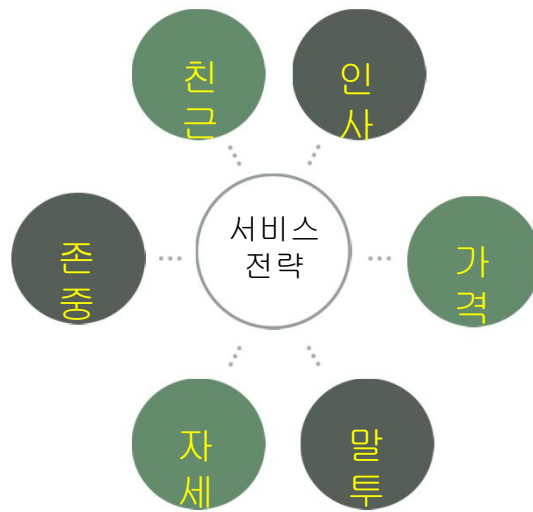 친
근
인
사
서비스
전략
존
중
가
격
자
세
말
투